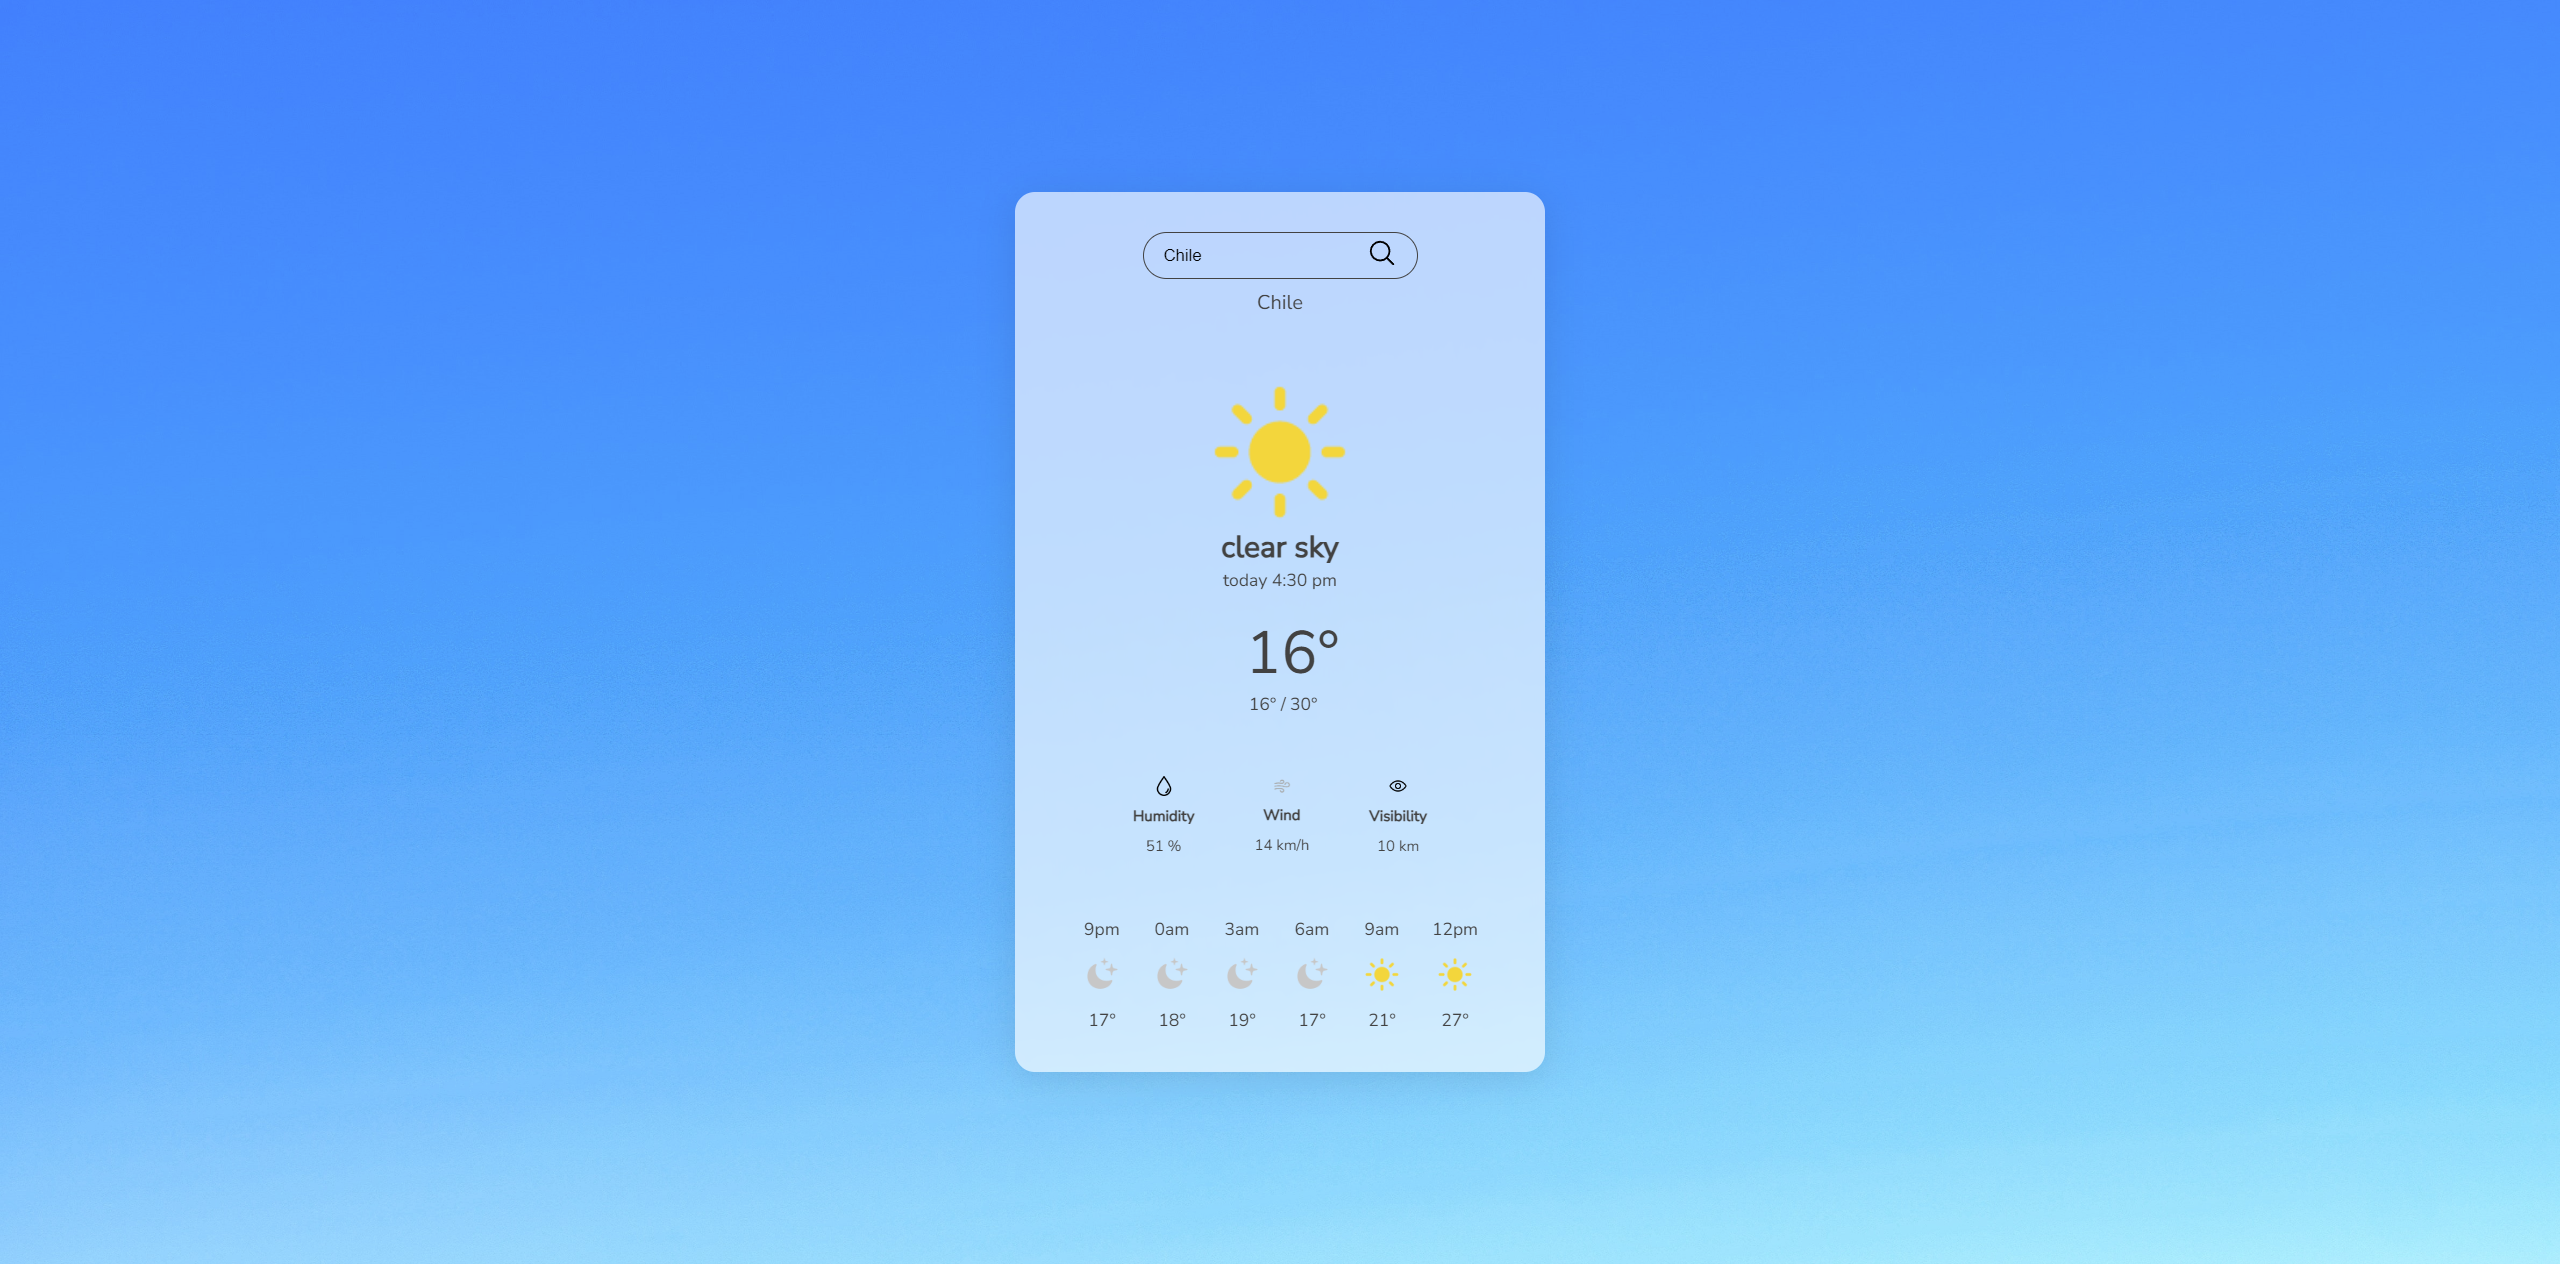 Chile
Chile
clear sky
today 4:30 pm
16°
16° / 30°
Humidity Wind Visibility
51 % 14 km/h 10 km
9pm 0am 3am 6am 9am 12pm
17° 18° 19° 17° 21° 27°